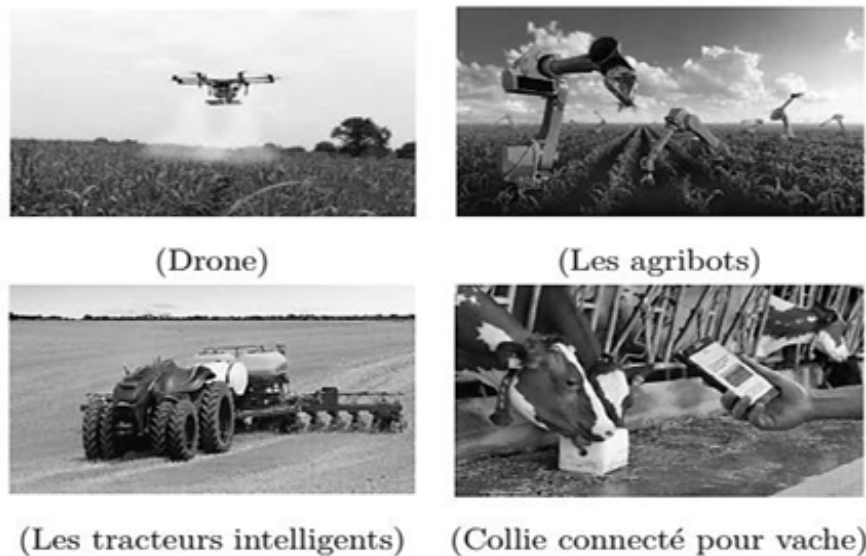 (Drone)
(Les agribots)
(Les tracteurs intelligents)
(Collie connecté pour vache)